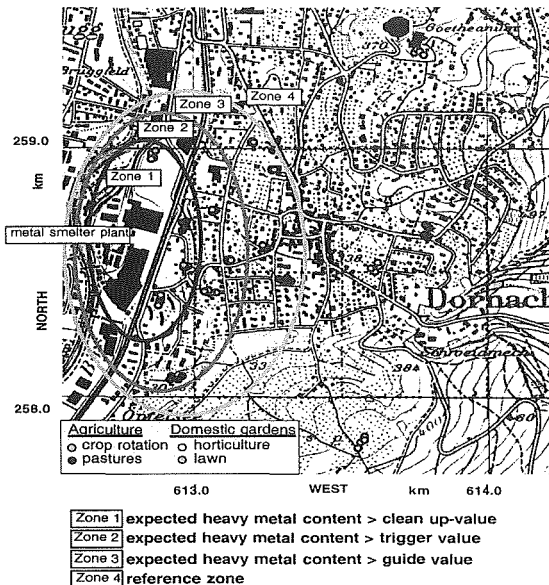 Goetheanum
370
Brüggfeld
Zone 3
Zone 4
Zone 2
259.0
Zone 1
km
metal smelter plant
NORTH
Dornach
384
258.0
Agriculture Domestic gardens
crop rotation horticulture
pastures lawn
613.0 WEST km 614.0
Zone 1 expected heavy metal content > clean up-value
Zone 2 expected heavy metal content > trigger value
Zone 3 expected heavy metal content > guide value
Zone 4 reference zone